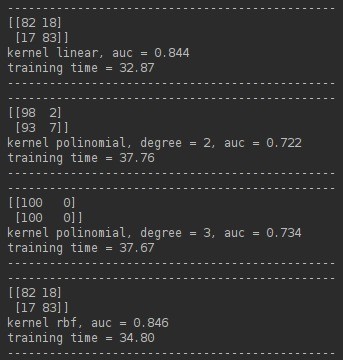 ------------------------------------------------
[[82 18]
 [17 83]]
kernel linear, auc = 0.844
training time = 32.87
------------------------------------------------
------------------------------------------------
[[98  2]
 [93  7]]
kernel polinomial, degree = 2, auc = 0.722
training time = 37.76
------------------------------------------------
------------------------------------------------
[[100   0]
 [100   0]]
kernel polinomial, degree = 3, auc = 0.734
training time = 37.67
------------------------------------------------
------------------------------------------------
[[82 18]
 [17 83]]
kernel rbf, auc = 0.846
training time = 34.80
------------------------------------------------